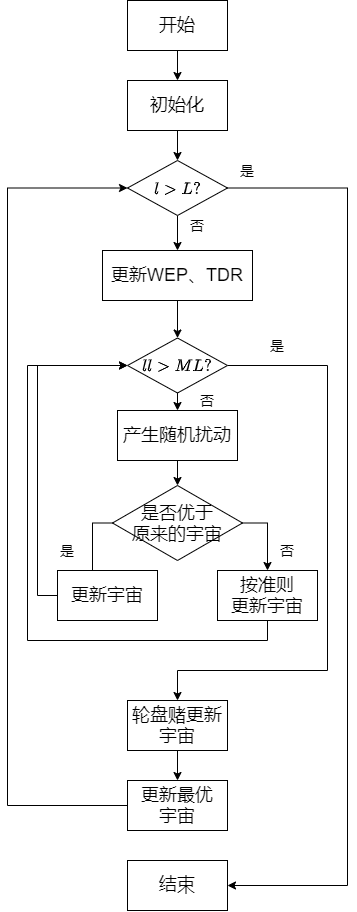 开始
初始化
l > L?
是
否
更新WEP、TDR
ll > ML?
是
否
产生随机扰动
是否优于
原来的宇宙
是
否
更新宇宙
按准则
更新宇宙
轮盘赌更新
宇宙
更新最优
宇宙
结束